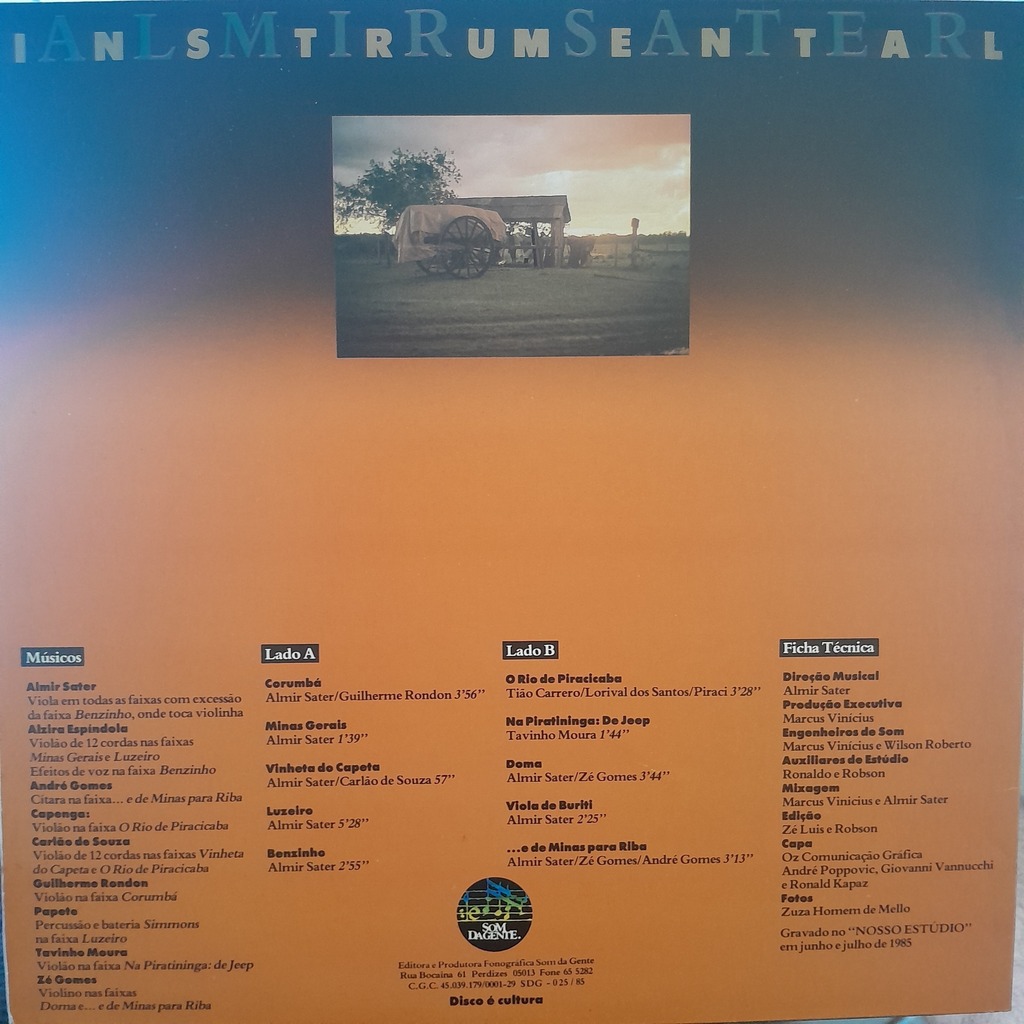 ALMIR SATER
INSTRUMENTAL
Músicos
Almir Sater
Viola em todas as faixas com excessão
da faixa Benzinho, onde toca violinha
Alzira Espíndola
Violão de 12 cordas nas faixas
Minas Gerais e Luzeiro
Efeitos de voz na faixa Benzinho
André Gomes
Cítara na faixa... e de Minas para Riba
Capenga:
Violão na faixa O Rio de Piracicaba
Carlão de Souza
Violão de 12 cordas nas faixas Vinheta
do Capeta e O Rio de Piracicaba
Guilherme Rondon
Violão na faixa Corumbá
Papete
Percussão e bateria Simmons
na faixa Luzeiro
Tavinho Moura
Violão na faixa Na Piratininga: de Jeep
Zé Gomes
Violino nas faixas
Doma e... e de Minas para Riba
Lado A
Corumbá
Almir Sater/Guilherme Rondon 3'56''
Minas Gerais
Almir Sater 1'39''
Vinheta do Capeta
Almir Sater/Carlão de Souza 57''
Luzeiro
Almir Sater 5'28''
Benzinho
Almir Sater 2'55''
Lado B
O Rio de Piracicaba
Tião Carrero/Lorival dos Santos/Piraci 3'28''
Na Piratininga: De Jeep
Tavinho Moura 1'44''
Doma
Almir Sater/Zé Gomes 3'44''
Viola de Buriti
Almir Sater 2'25''
...e de Minas para Riba
Almir Sater/Zé Gomes/André Gomes 3'13''
Ficha Técnica
Direção Musical
Almir Sater
Produção Executiva
Marcus Vinícius
Engenheiros de Som
Marcus Vinícius e Wilson Roberto
Auxiliares de Estúdio
Ronaldo e Robson
Mixagem
Marcus Vinicius e Almir Sater
Edição
Zé Luis e Robson
Capa
Oz Comunicação Gráfica
André Poppovic, Giovanni Vannucchi
e Ronald Kapaz
Fotos
Zuza Homem de Mello
Gravado no "NOSSO ESTÚDIO"
em junho e julho de 1985
SOM
DA GENTE.
Editora e Produtora Fonográfica Som da Gente
Rua Bocaina 61 Perdizes 05013 Fone 65 5282
C.G.C. 45.039.179/0001-29 SDG - 025 / 85
Disco é cultura